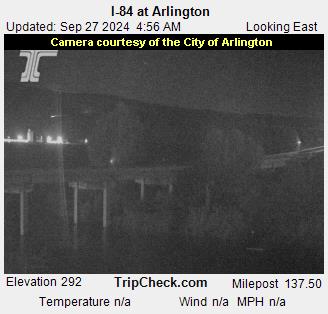 I-84 at Arlington
Updated: Sep 27 2024 4:56 AM Looking East
Camera courtesy of the City of Arlington
Elevation 292 TripCheck.com Milepost 137.50
Temperature n/a Wind n/a MPH n/a